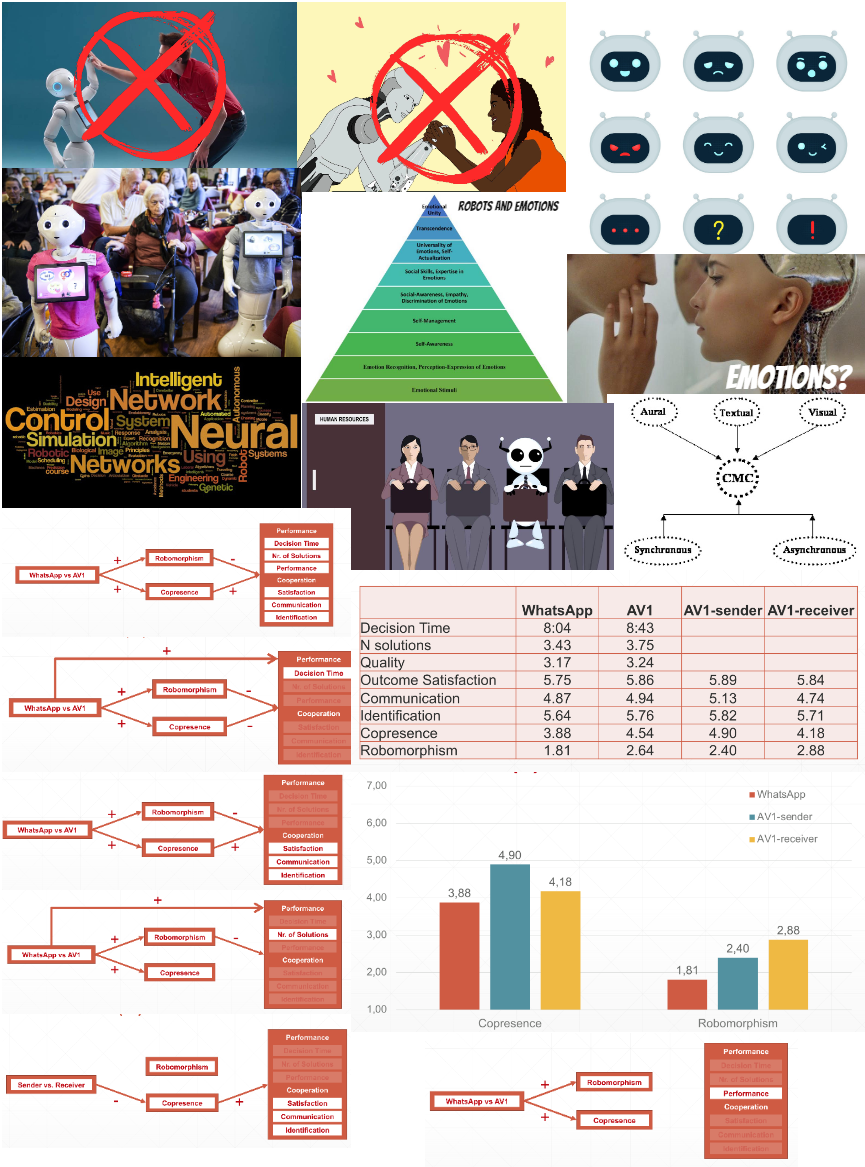 ROBOTS AND EMOTIONS
Emotional
Unity
Transcendence
Universality of
Emotions, Self-
Actualization
Social Skills, Expertise in
Emotions
Social-Awareness, Empathy,
Discrimination of Emotions
Self-Management
Self-Awareness
Emotion Recognition, Perception-Expression of Emotions
Emotional Stimuli
?
!
EMOTIONS?
Intelligent
Autonomous
Use
Design
Network
Control
System
Neural
Simulation
Robotic
Biological
Image
Principles
Networks
Using
Robot
Systems
Engineering
course
Genetic
HUMAN RESOURCES
Aural
Textual
Visual
CMC
Synchronous
Asynchronous
WhatsApp vs AV1
+
+
Robomorphism
Copresence
-
+
Performance
Decision Time
Nr. of Solutions
Performance
Cooperation
Satisfaction
Communication
Identification
+
WhatsApp vs AV1
+
+
Robomorphism
Copresence
-
-
Performance
Decision Time
Nr. of Solutions
Performance
Cooperation
Satisfaction
Communication
Identification
WhatsApp AV1 AV1-sender AV1-receiver
Decision Time 8:04 8:43
N solutions 3.43 3.75
Quality 3.17 3.24
Outcome Satisfaction 5.75 5.86 5.89 5.84
Communication 4.87 4.94 5.13 4.74
Identification 5.64 5.76 5.82 5.71
Copresence 3.88 4.54 4.90 4.18
Robomorphism 1.81 2.64 2.40 2.88
WhatsApp vs AV1
+
+
Robomorphism
Copresence
-
+
Performance
Decision Time
Nr. of Solutions
Performance
Cooperation
Satisfaction
Communication
Identification
+
WhatsApp vs AV1
+
+
Robomorphism
Copresence
-
Performance
Decision Time
Nr. of Solutions
Performance
Cooperation
Satisfaction
Communication
Identification
7,00
6,00
5,00
4,00
3,00
2,00
1,00
WhatsApp
AV1-sender
AV1-receiver
3,88
4,90
4,18
1,81
2,40
2,88
Copresence
Robomorphism
Sender vs. Receiver
-
Robomorphism
Copresence
+
Performance
Decision Time
Nr. of Solutions
Performance
Cooperation
Satisfaction
Communication
Identification
WhatsApp vs AV1
+
+
Robomorphism
Copresence
Performance
Decision Time
Nr. of Solutions
Performance
Cooperation
Satisfaction
Communication
Identification